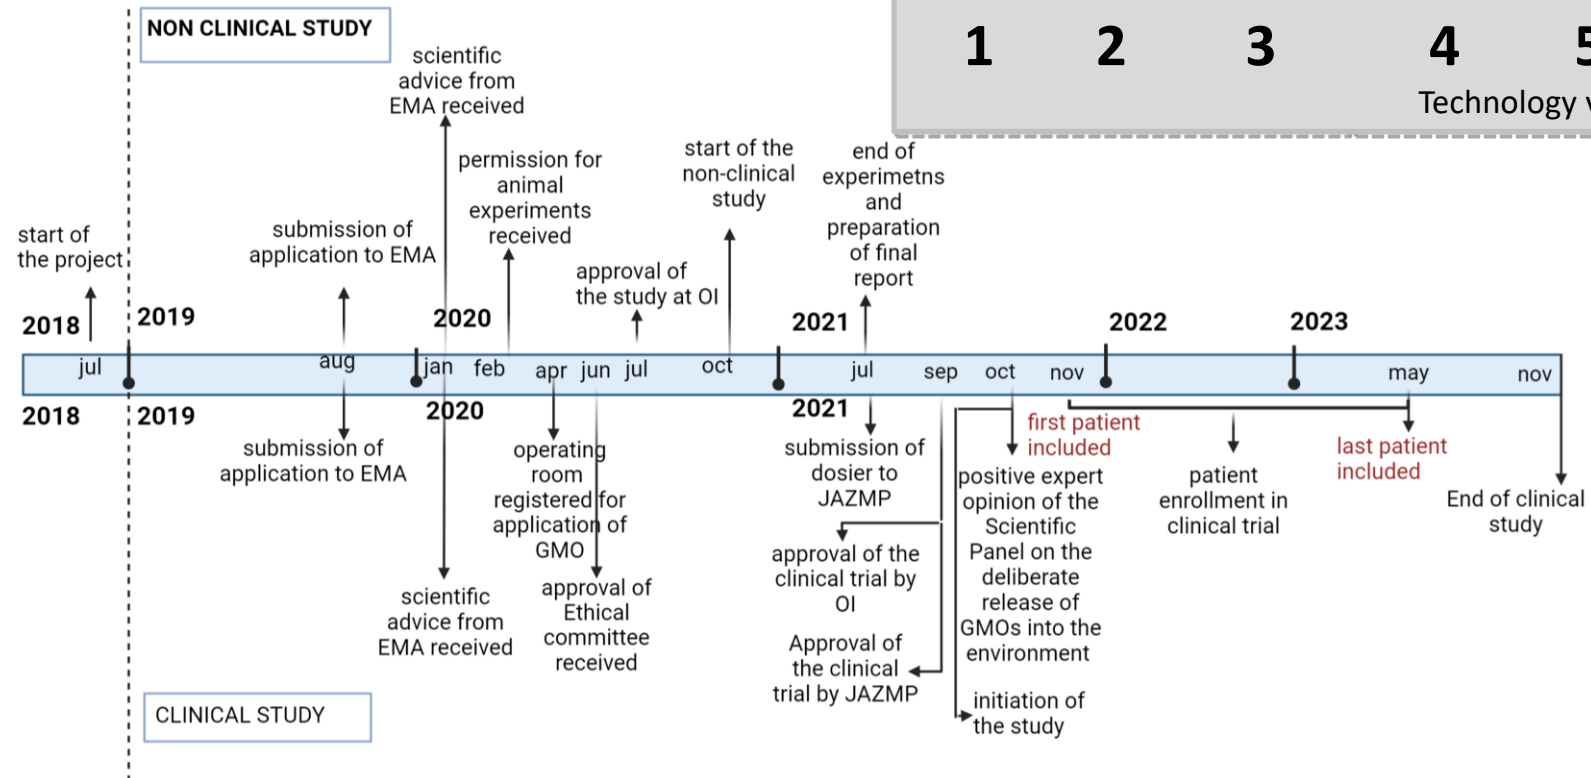 NON CLINICAL STUDY
1 2 3 4 5
Technology
scientific
advice from
EMA received
permission for
animal
experiments
received
start of the
non-clinical
study
end of
experimetns
and
preparation
of final
report
start of
the project
submission of
application to EMA
approval of
the study at OI
2018 2019 2020 2021 2022 2023
jul aug jan feb apr jun jul oct jul sep oct nov may nov
2018 2019 2020 2021
submission of
application to EMA
scientific
advice from
EMA received
operating
room
registered for
application of
GMO
approval of
Ethical
committee
received
submission of
dosier to
JAZMP
approval of the
clinical trial by
OI
Approval of
the clinical
trial by JAZMP
first patient
included
positive expert
opinion of the
Scientific
Panel on the
deliberate
release of
GMOs into the
environment
initiation of
the study
patient
enrollment in
clinical trial
last patient
included
End of clinical
study
CLINICAL STUDY